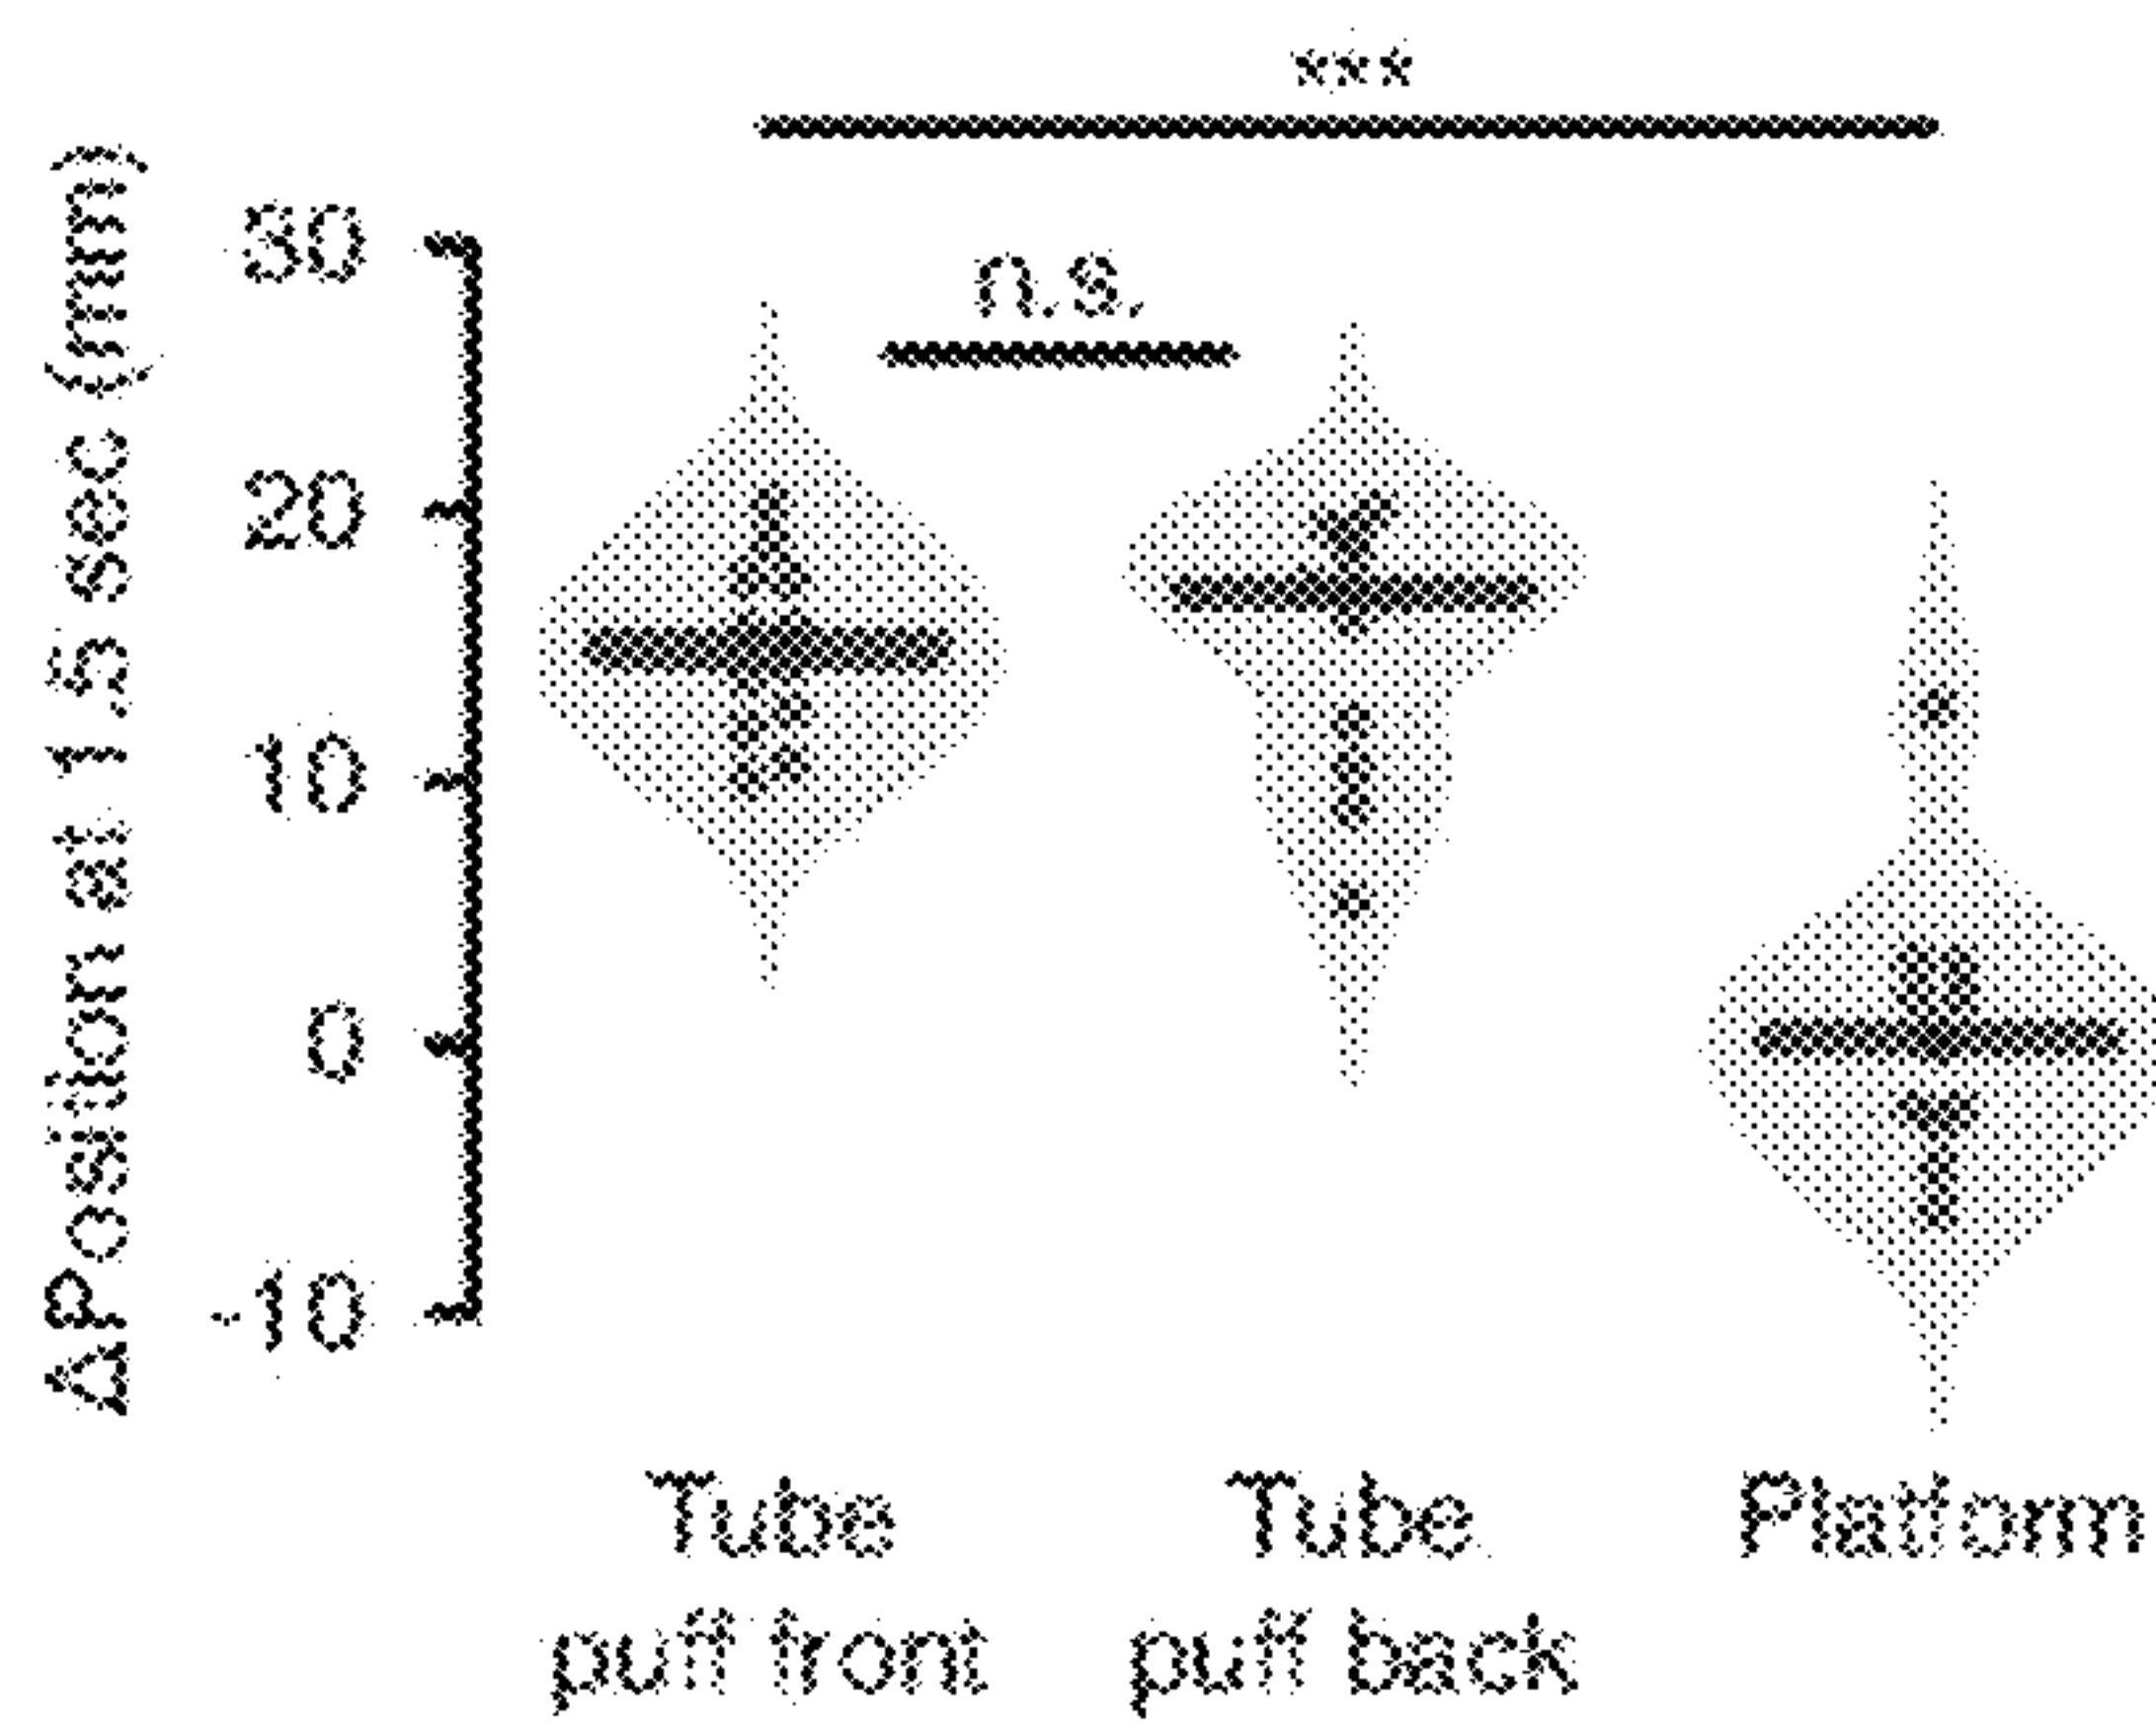 ***
n.s.
ΔPosition at 1.5 sec (mm)
30
20
10
0
-10
Tube puff front
Tube puff back
Platform